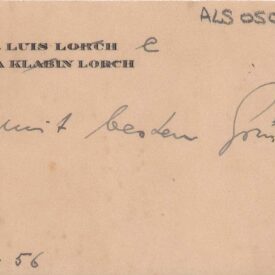 ALS 050
LUIS LORCH e
A KLABIN LORCH
mit besten
56